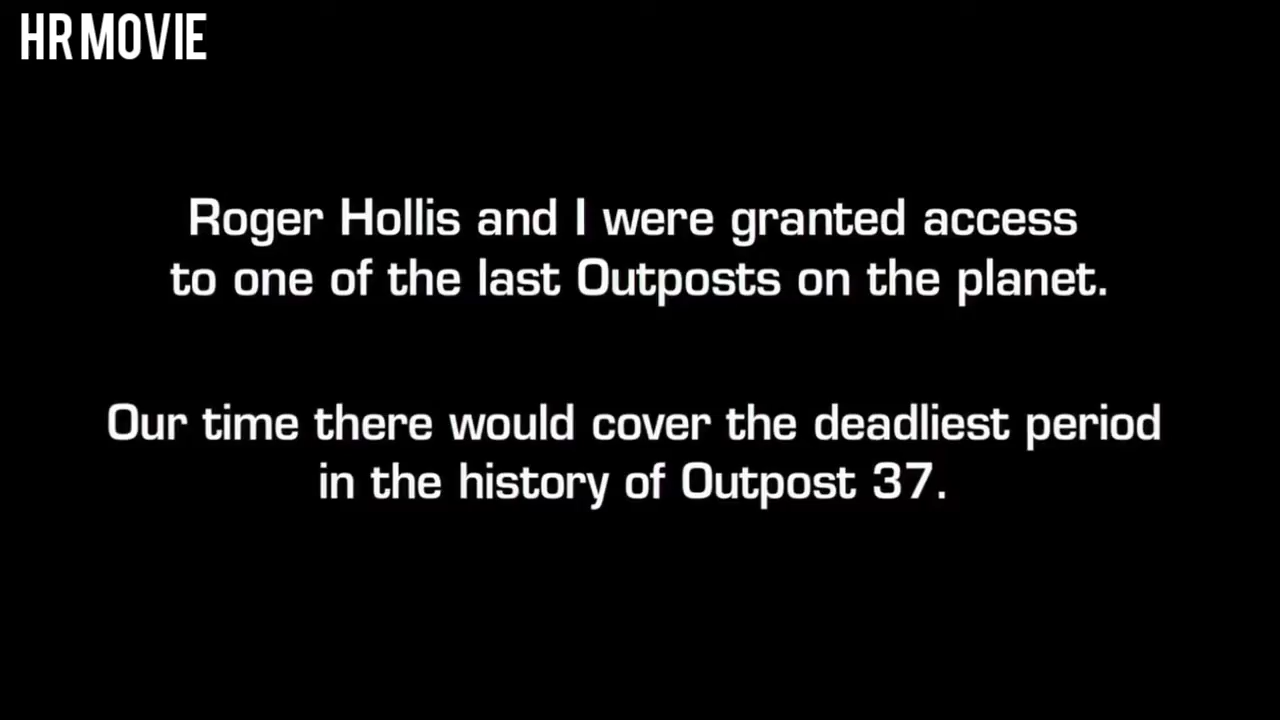 HR MOVIE
Roger Hollis and I were granted access
to one of the last Outposts on the planet.
Our time there would cover the deadliest period
in the history of Outpost 37.